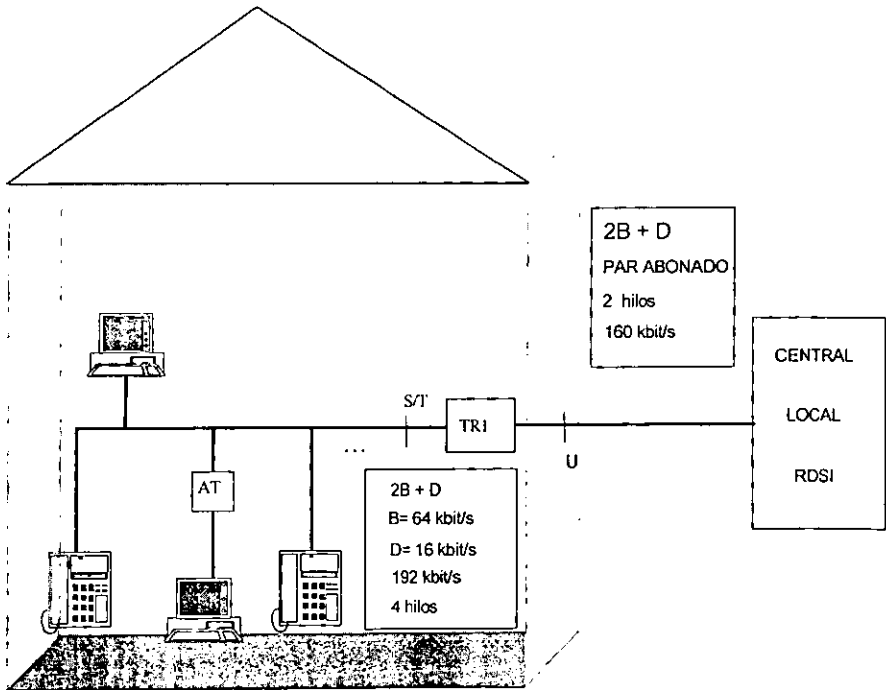 2B + D
PAR ABONADO
2 hilos
160 kbit/s
CENTRAL
LOCAL
RDSI
S/T
TR1
U
...
AT
2B + D
B= 64 kbit/s
D= 16 kbit/s
192 kbit/s
4 hilos